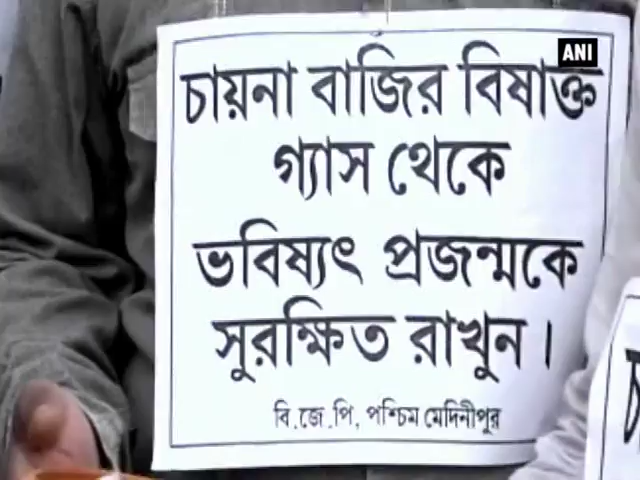 ANI
চায়না বাজির বিষাক্ত
গ্যাস থেকে
ভবিষ্যৎ প্রজন্মকে
সুরক্ষিত রাখুন।
বি.জে.পি, পশ্চিম মেদিনীপুর